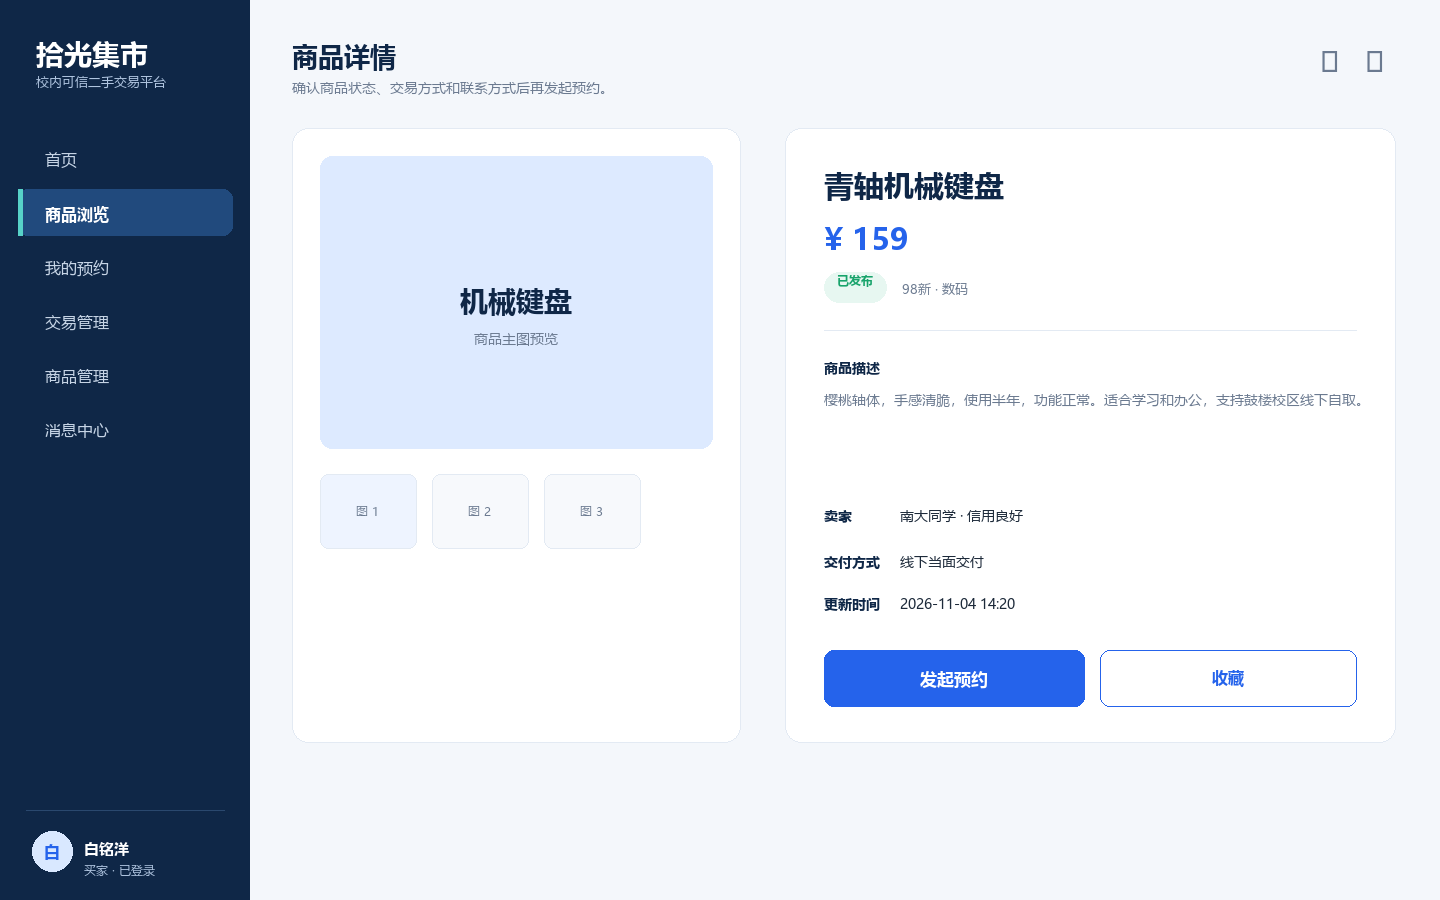 拾光集市
校内可信二手交易平台
首页
商品浏览
我的预约
交易管理
商品管理
消息中心
白
白铭洋
买家 · 已登录
商品详情
确认商品状态、交易方式和联系方式后再发起预约。
机械键盘
商品主图预览
图 1
图 2
图 3
青轴机械键盘
¥ 159
已发布
98新 · 数码
商品描述
樱桃轴体，手感清脆，使用半年，功能正常。适合学习和办公，支持鼓楼校区线下自取。
卖家 南大同学 · 信用良好
交付方式 线下当面交付
更新时间 2026-11-04 14:20
发起预约
收藏